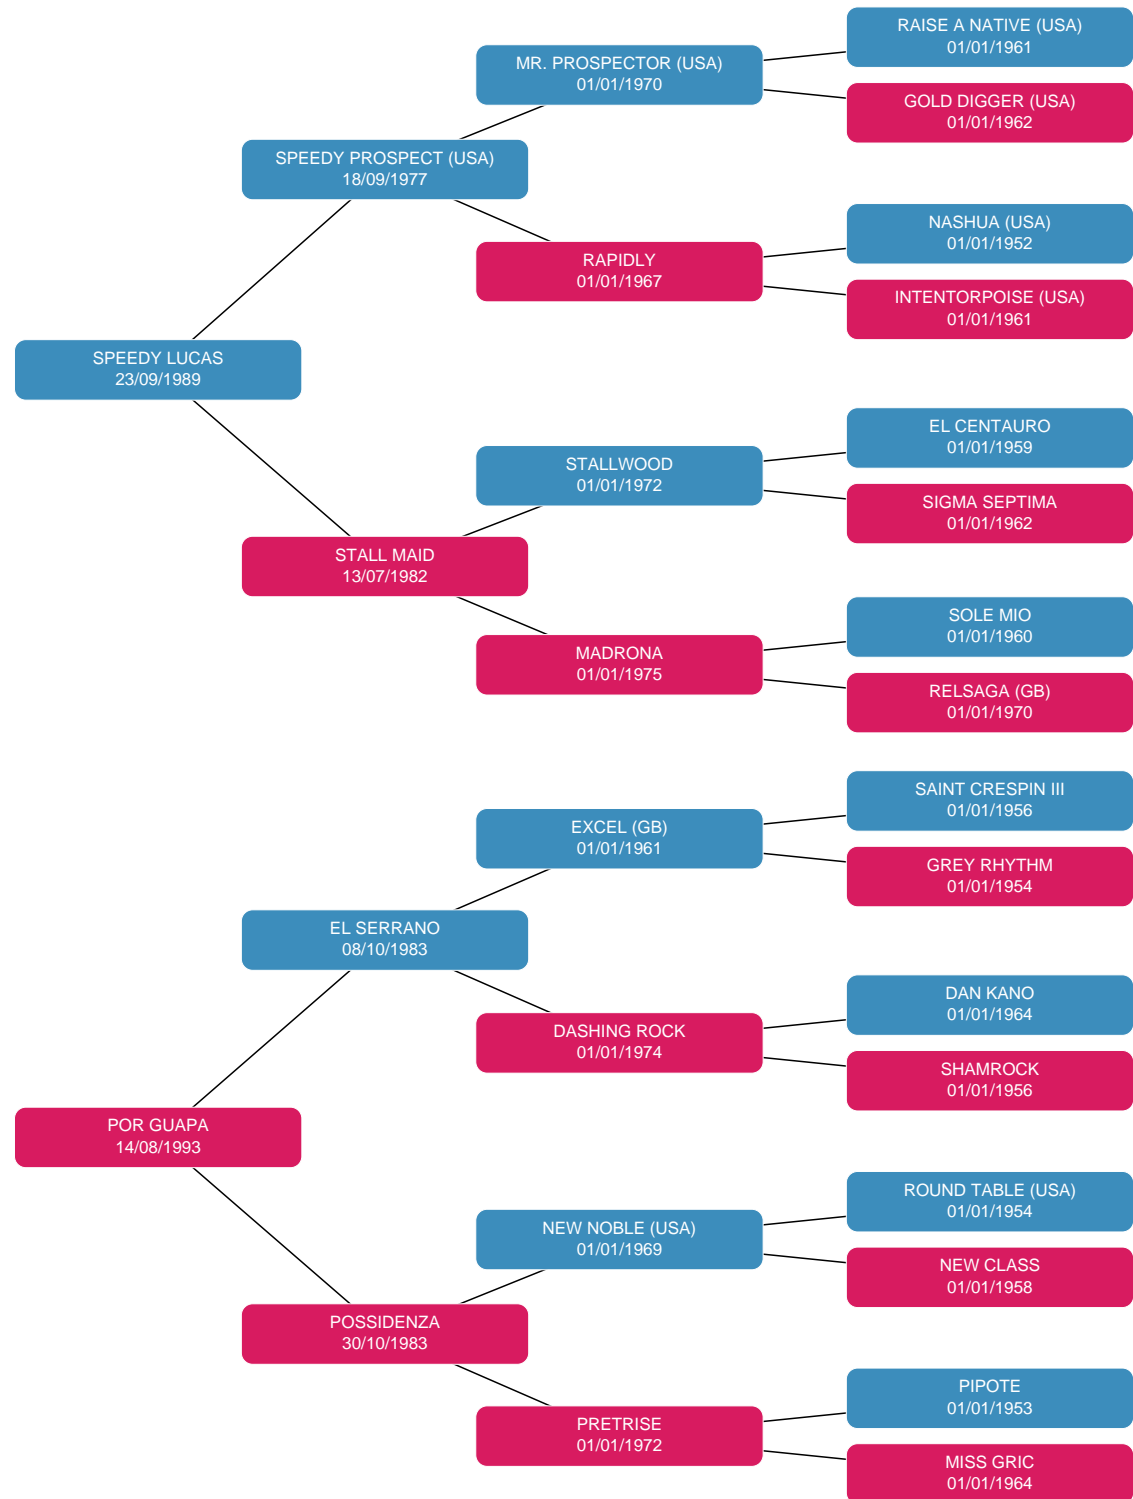 RAISE A NATIVE (USA)
01/01/1961
MR. PROSPECTOR (USA)
01/01/1970
GOLD DIGGER (USA)
01/01/1962
SPEEDY PROSPECT (USA)
18/09/1977
NASHUA (USA)
01/01/1952
RAPIDLY
01/01/1967
INTENTORPOISE (USA)
01/01/1961
SPEEDY LUCAS
23/09/1989
EL CENTAURO
01/01/1959
STALLWOOD
01/01/1972
SIGMA SEPTIMA
01/01/1962
STALL MAID
13/07/1982
SOLE MIO
01/01/1960
MADRONA
01/01/1975
RELSAGA (GB)
01/01/1970
SAINT CRESPIN III
01/01/1956
EXCEL (GB)
01/01/1961
GREY RHYTHM
01/01/1954
EL SERRANO
08/10/1983
DAN KANO
01/01/1964
DASHING ROCK
01/01/1974
SHAMROCK
01/01/1956
POR GUAPA
14/08/1993
ROUND TABLE (USA)
01/01/1954
NEW NOBLE (USA)
01/01/1969
NEW CLASS
01/01/1958
POSSIDENZA
30/10/1983
PIPOTE
01/01/1953
PRETRISE
01/01/1972
MISS GRIC
01/01/1964